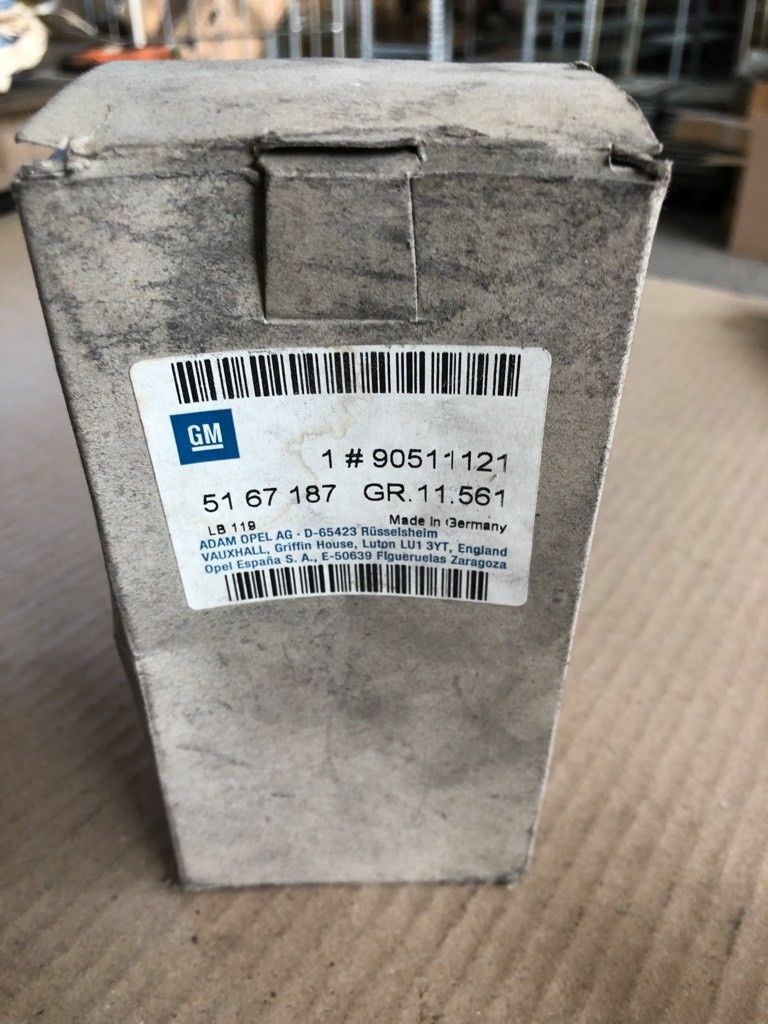 GM
1 # 90511121
51 67 187 GR.11.561
LB 119 Made in Germany
ADAM OPEL AG - D-65423 Rüsselsheim
VAUXHALL, Griffin House, Luton LU1 3YT, England
Opel España S. A., E-50639 Figueruelas Zaragoza